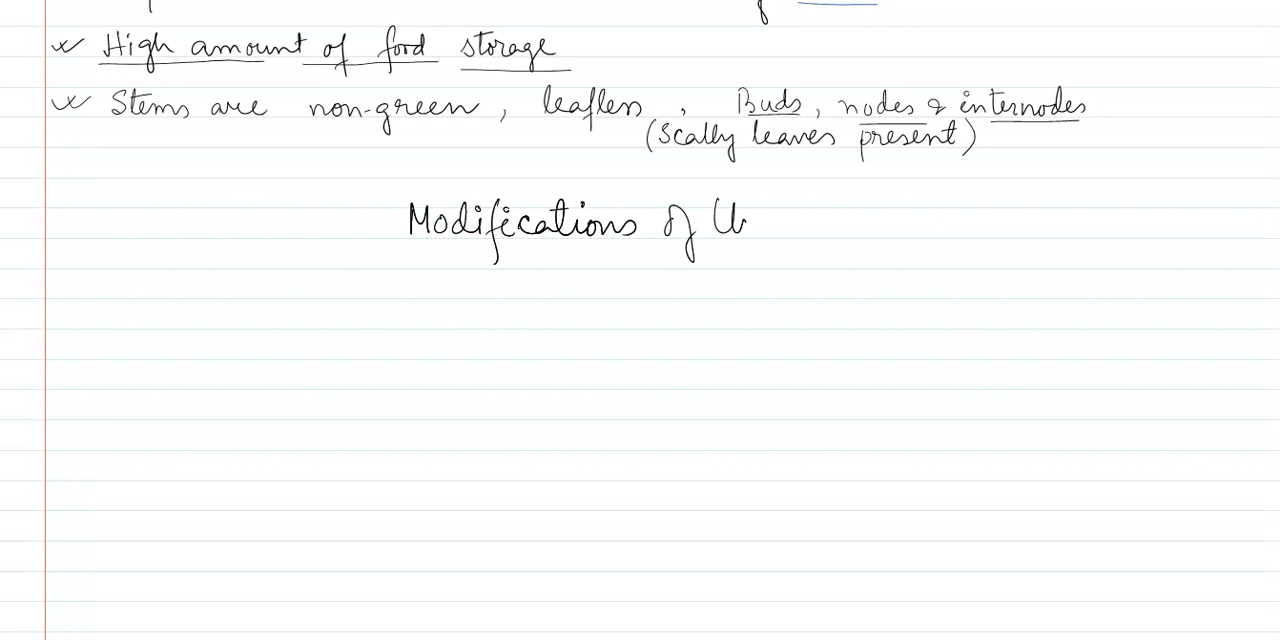 High amount of food storage
Stems are non-green, leafless, Buds, nodes & internodes
(Scally leaves present)
Modifications of U